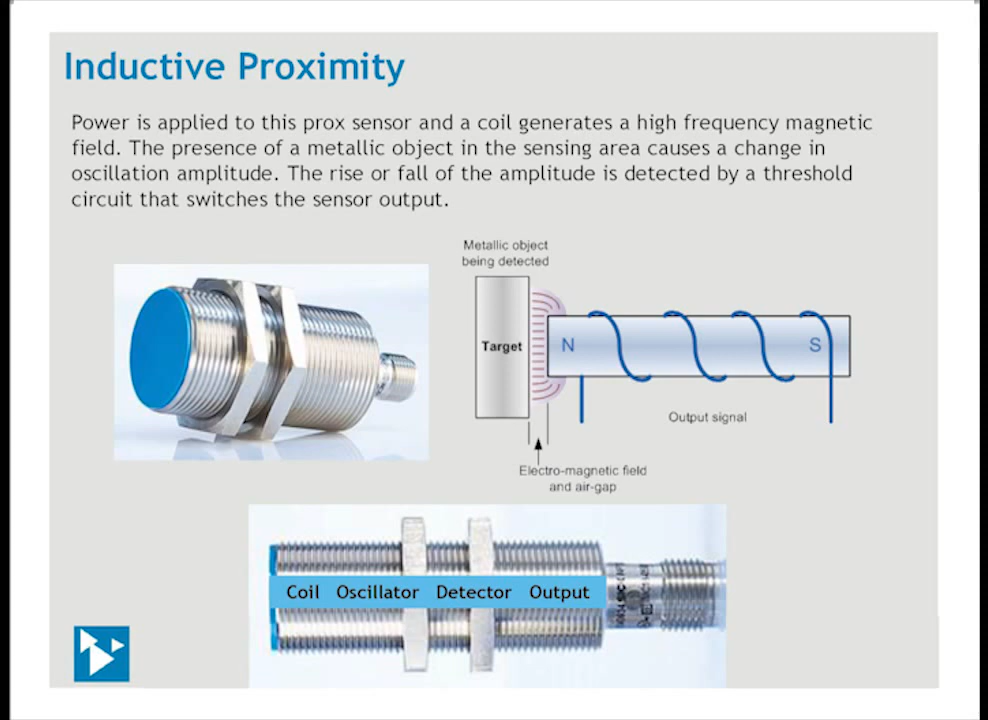 Inductive Proximity
Power is applied to this prox sensor and a coil generates a high frequency magnetic
field. The presence of a metallic object in the sensing area causes a change in
oscillation amplitude. The rise or fall of the amplitude is detected by a threshold
circuit that switches the sensor output.
Metallic object
being detected
Target
N
S
Output signal
Electro-magnetic field
and air-gap
Coil Oscillator Detector Output